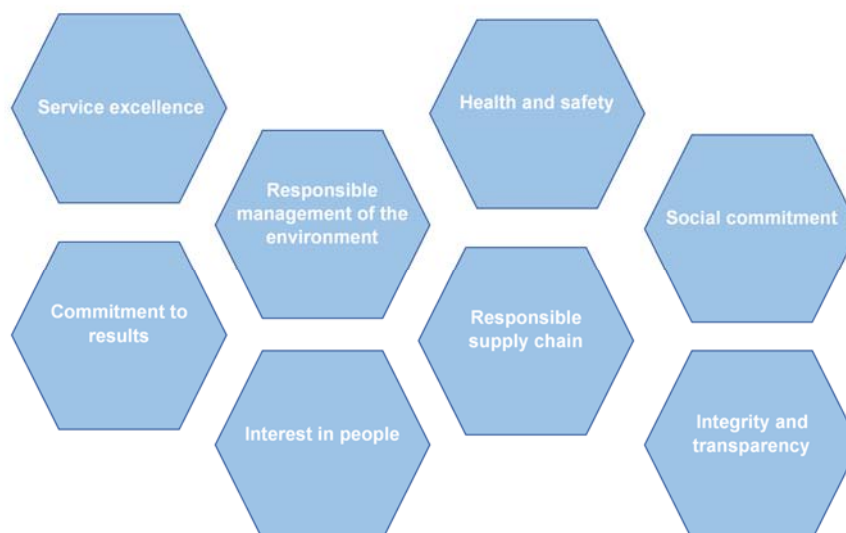 Service excellence
Health and safety
Responsible
management of the
environment
Social commitment
Commitment to
results
Responsible
supply chain
Interest in people
Integrity and
transparency